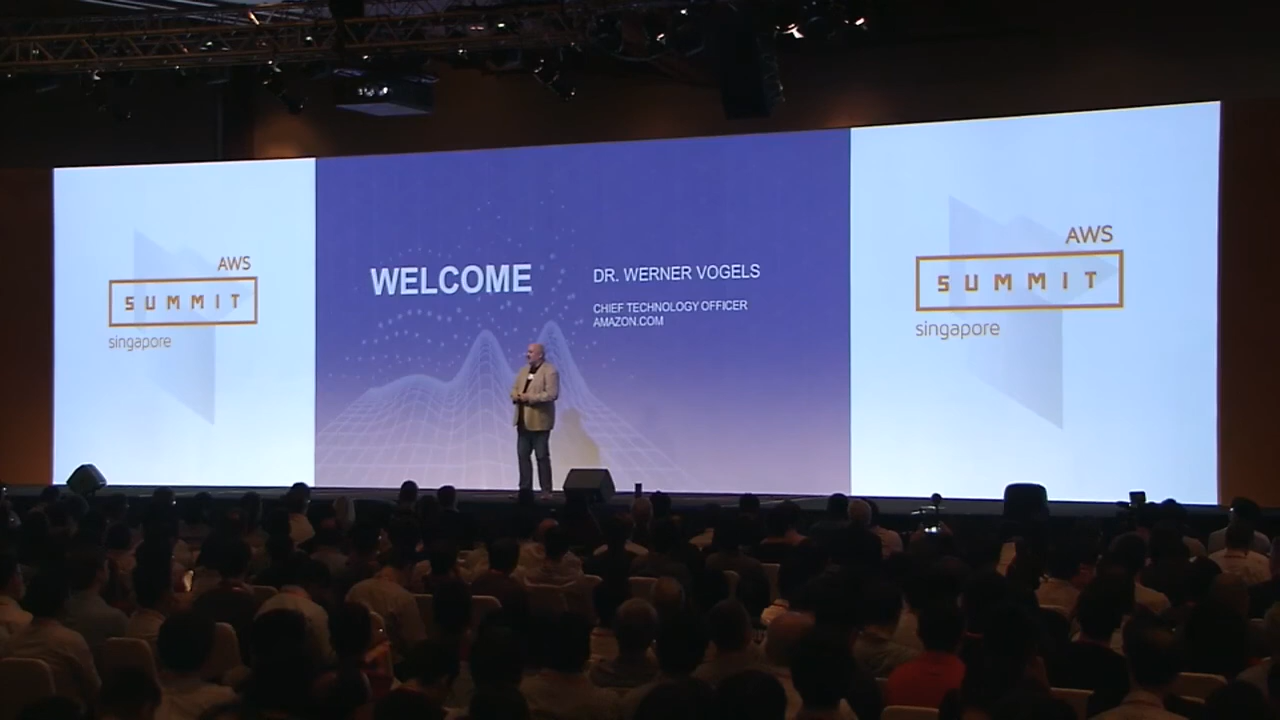 AWS
SUMMIT
singapore
WELCOME
DR. WERNER VOGELS
CHIEF TECHNOLOGY OFFICER
AMAZON.COM
AWS
SUMMIT
singapore